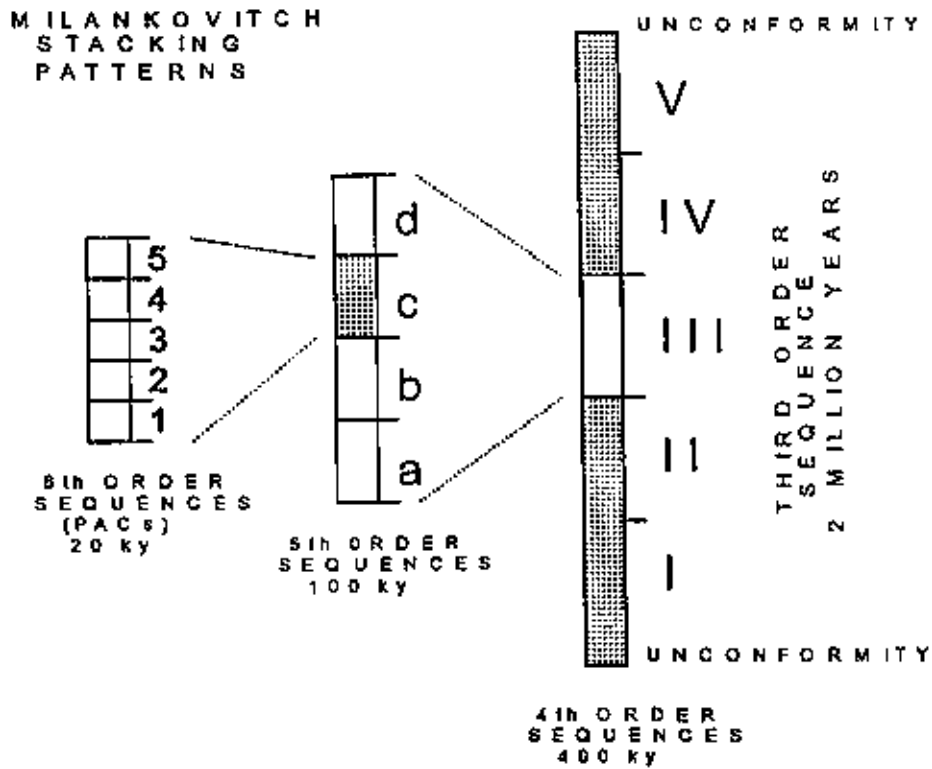 MILANKOVITCH
STACKING
PATTERNS
UNCONFORMITY
V
IV
III
II
I
UNCONFORMITY
THIRD ORDER
SEQUENCE
2 MILLION YEARS
d
c
b
a
5
4
3
2
1
6th ORDER
SEQUENCES
(PACs)
20 ky
5th ORDER
SEQUENCES
100 ky
4th ORDER
SEQUENCES
400 ky